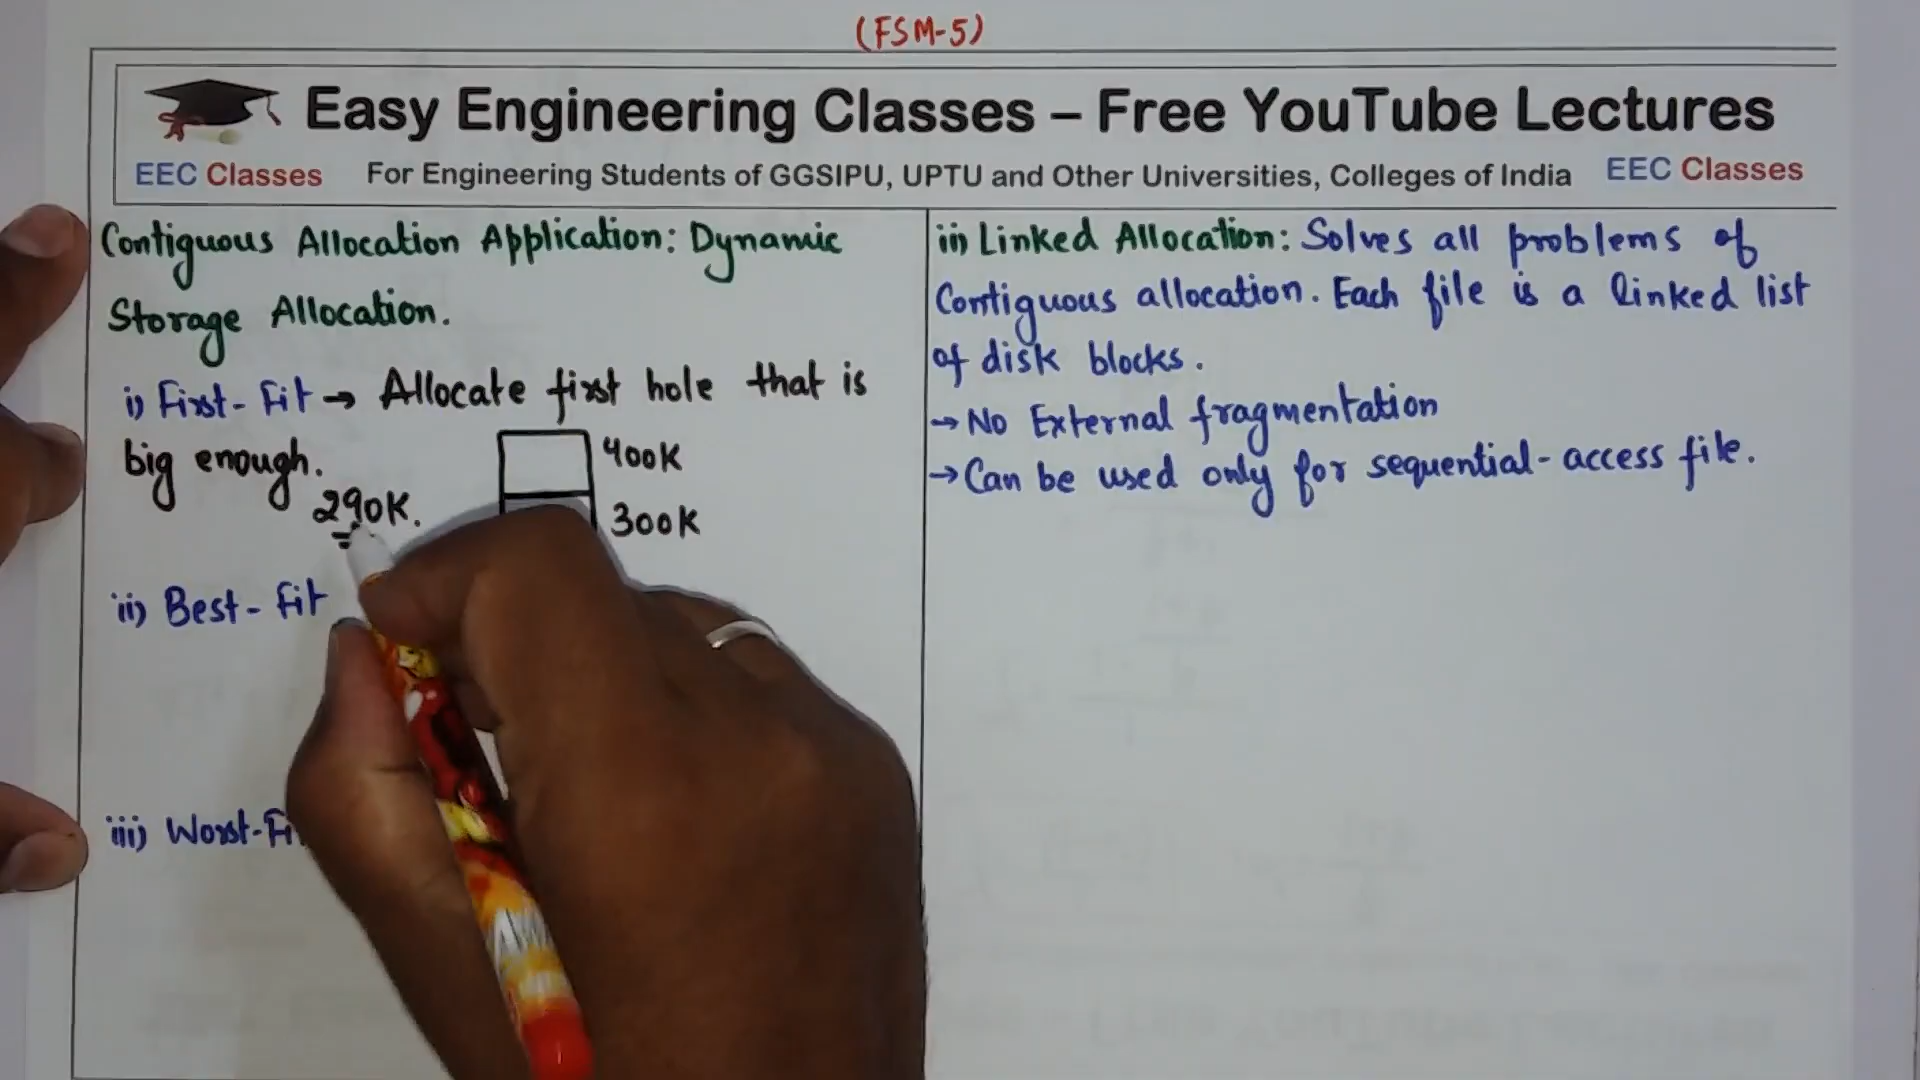 (FSM-5)
Easy Engineering Classes – Free YouTube Lectures
EEC Classes For Engineering Students of GGSIPU, UPTU and Other Universities, Colleges of India EEC Classes
Contiguous Allocation Application: Dynamic
Storage Allocation.
i) First-Fit → Allocate first hole that is
big enough.
400K
290K.
300K
ii) Best-Fit
iii) Worst-Fi
ii) Linked Allocation: Solves all problems of
Contiguous allocation. Each file is a linked list
of disk blocks.
→ No External fragmentation
→ Can be used only for sequential-access file.